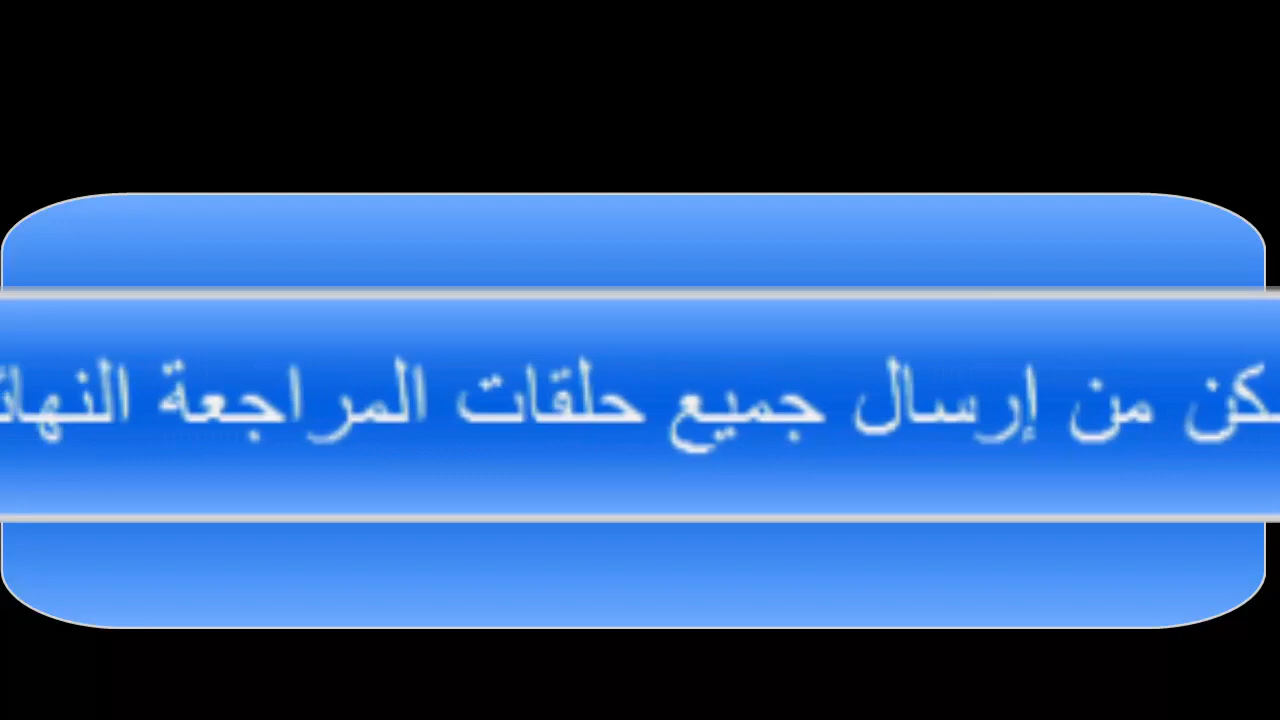 من إرسال جميع حلقات المراجعة